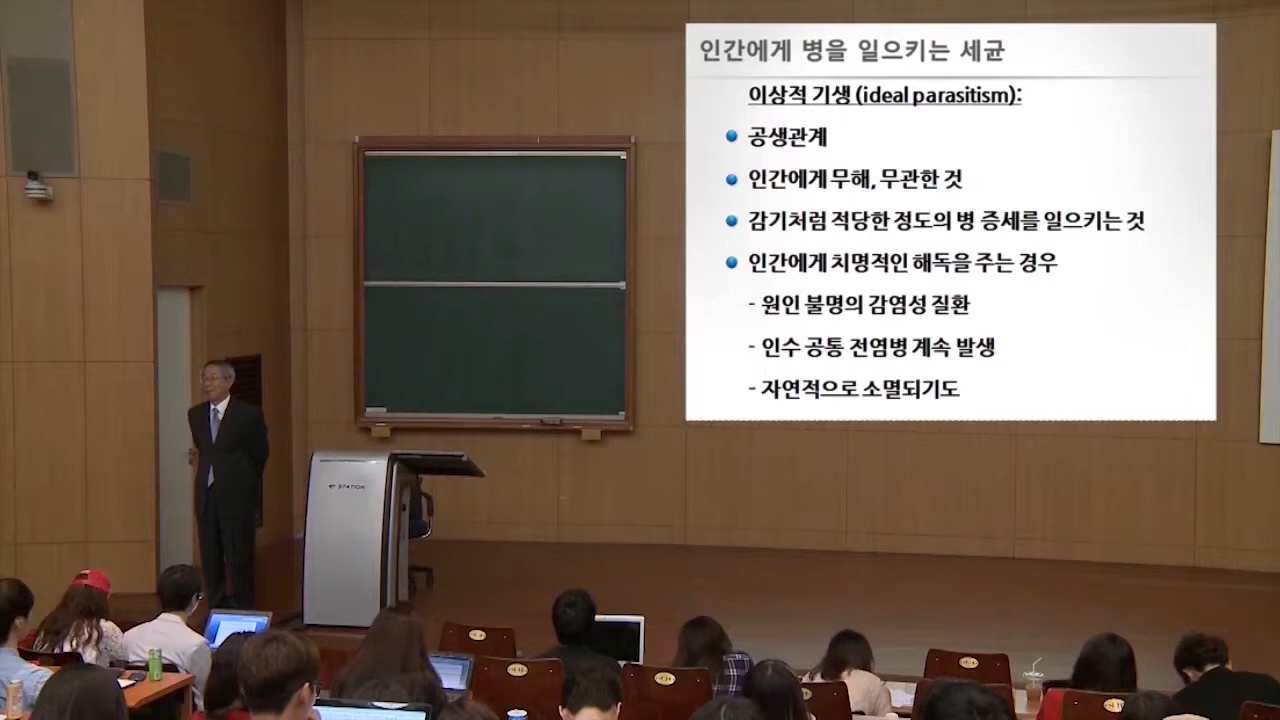 인간에게 병을 일으키는 세균
이상적 기생 (ideal parasitism):
공생관계
인간에게 무해, 무관한 것
감기처럼 적당한 정도의 병 증세를 일으키는 것
인간에게 치명적인 해독을 주는 경우
- 원인 불명의 감염성 질환
- 인수 공통 전염병 계속 발생
- 자연적으로 소멸되기도
STATION